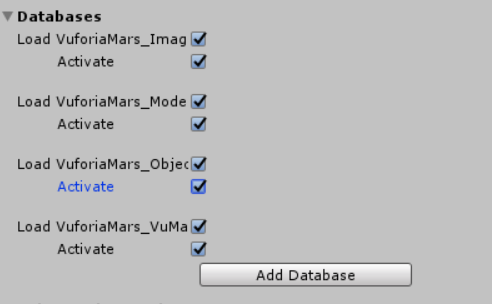 Databases
Load VuforiaMars_Imag
Activate
Load VuforiaMars_Mode
Activate
Load VuforiaMars_Objec
Activate
Load VuforiaMars_VuMa
Activate
Add Database